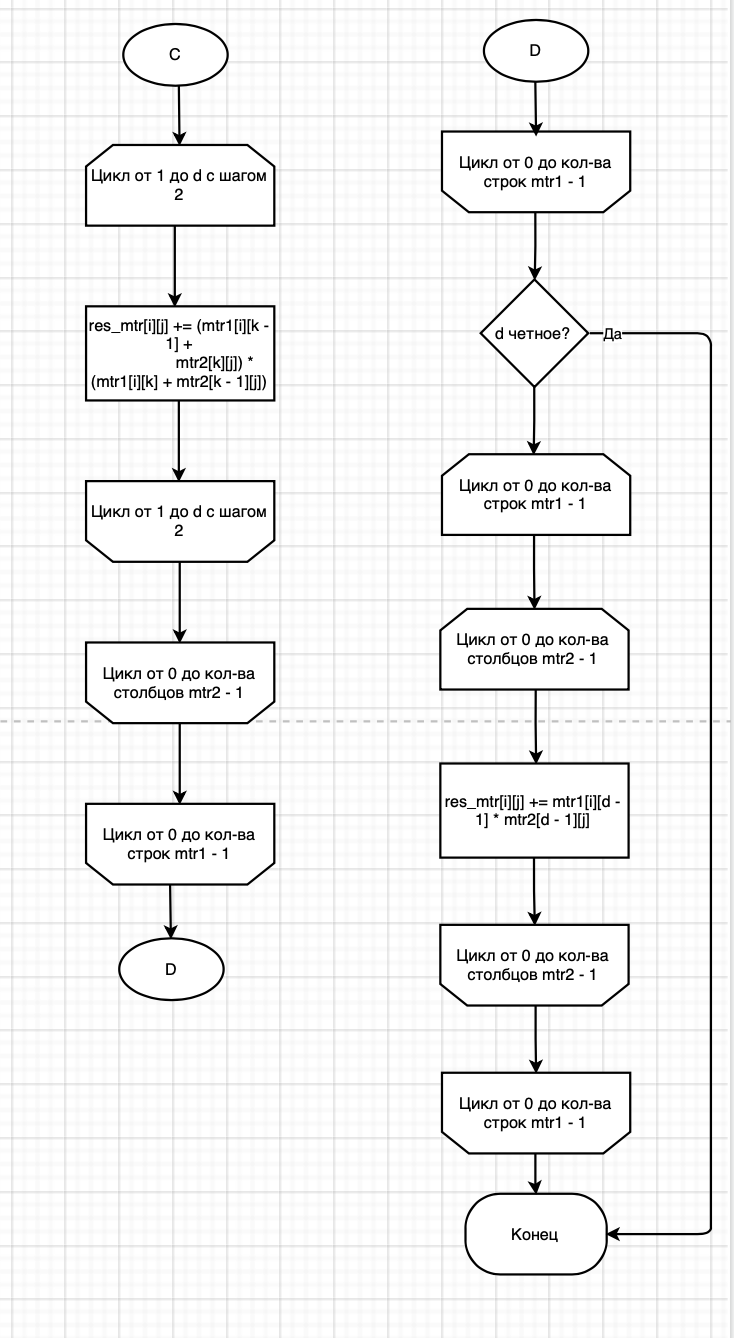 C
Цикл от 1 до d с шагом
2
res_mtr[i][j] += (mtr1[i][k -
1] +
mtr2[k][j]) *
(mtr1[i][k] + mtr2[k - 1][j])
Цикл от 1 до d с шагом
2
Цикл от 0 до кол-ва
столбцов mtr2 - 1
Цикл от 0 до кол-ва
строк mtr1 - 1
D
D
Цикл от 0 до кол-ва
строк mtr1 - 1
d четное?
Да
Цикл от 0 до кол-ва
строк mtr1 - 1
Цикл от 0 до кол-ва
столбцов mtr2 - 1
res_mtr[i][j] += mtr1[i][d -
1] * mtr2[d - 1][j]
Цикл от 0 до кол-ва
столбцов mtr2 - 1
Цикл от 0 до кол-ва
строк mtr1 - 1
Конец